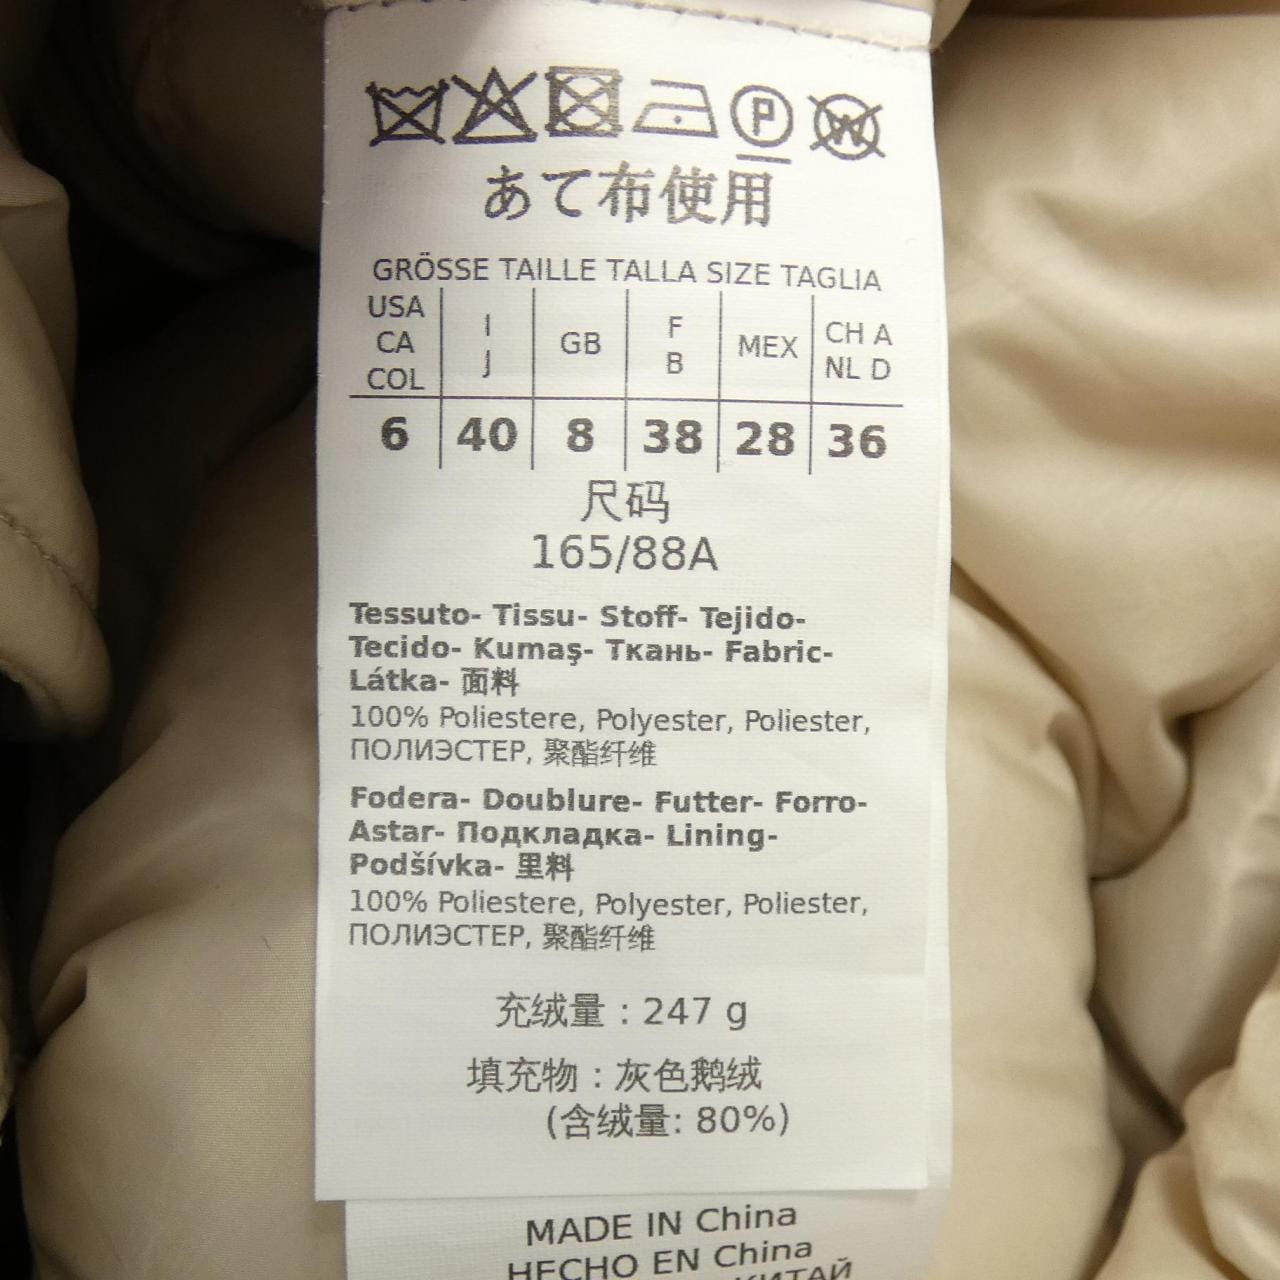 P W
あて布使用
GRÖSSE TAILLE TALLA SIZE TAGLIA
USA CA COL I J GB F B MEX CH A NL D
6 40 8 38 28 36
尺码
165/88A
Tessuto- Tissu- Stoff- Tejido-
Tecido- Kumaş- Ткань- Fabric-
Látka- 面料
100% Poliestere, Polyester, Poliester,
ПОЛИЭСТЕР, 聚酯纤维
Fodera- Doublure- Futter- Forro-
Astar- Подкладка- Lining-
Podšívka- 里料
100% Poliestere, Polyester, Poliester,
ПОЛИЭСТЕР, 聚酯纤维
充绒量 : 247 g
填充物 : 灰色鹅绒
(含绒量: 80%)
MADE IN China
HECHO EN China
КИТАЙ